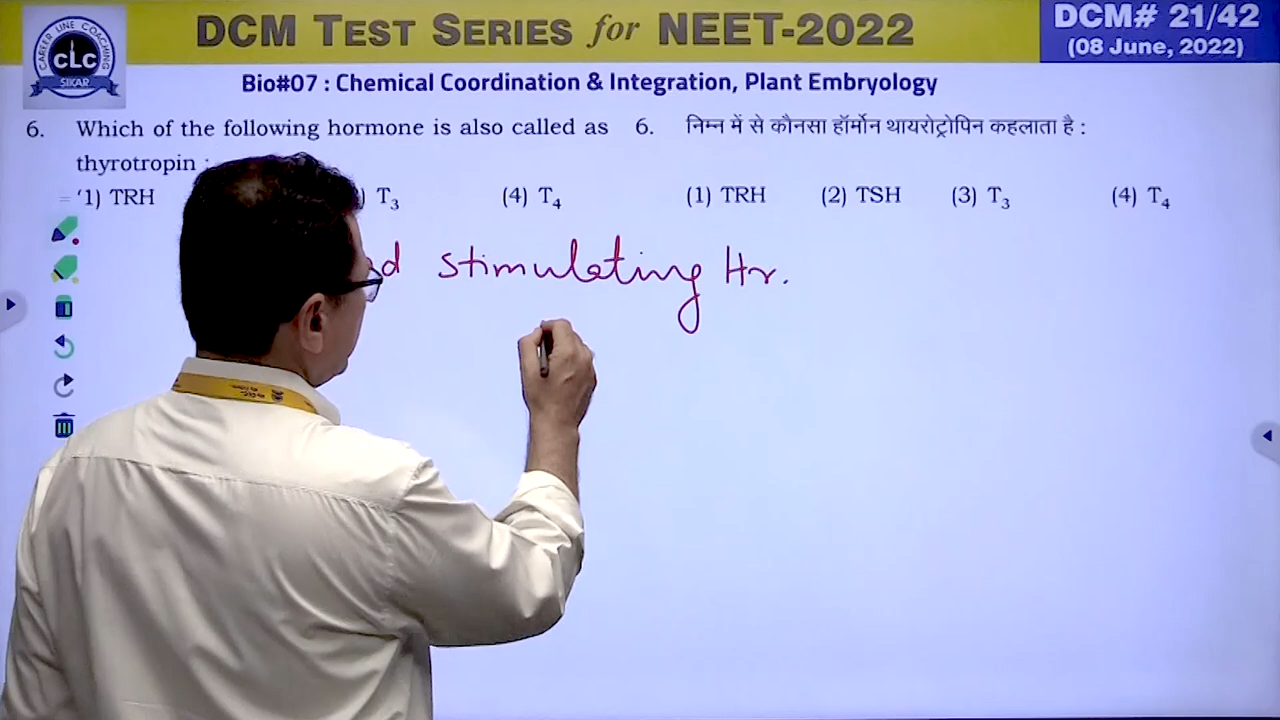 DCM TEST SERIES for NEET-2022
DCM# 21/42
(08 June, 2022)
CAREER LINE COACHING
CLC
SIKAR
Bio#07 : Chemical Coordination & Integration, Plant Embryology
6. Which of the following hormone is also called as
thyrotropin :
1) TRH ) T3 (4) T4
6. निम्न में से कौनसा हॉर्मोन थायरोट्रोपिन कहलाता है :
(1) TRH (2) TSH (3) T3 (4) T4
d stimulating Hr.